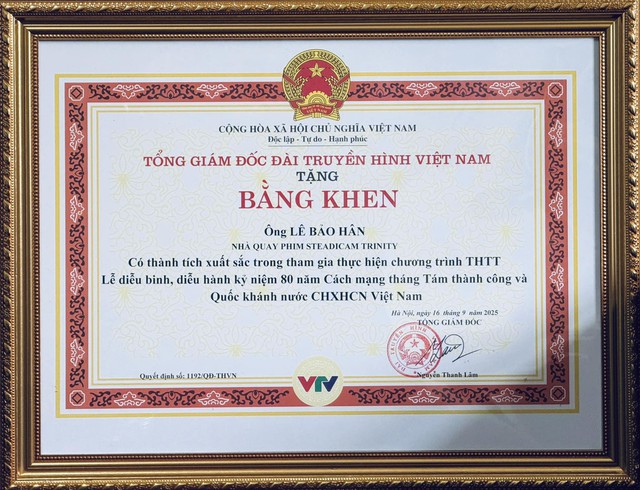 CỘNG HÒA XÃ HỘI CHỦ NGHĨA VIỆT NAM
Độc lập - Tự do - Hạnh phúc
TỔNG GIÁM ĐỐC ĐÀI TRUYỀN HÌNH VIỆT NAM
TẶNG
BẰNG KHEN
Ông LÊ BẢO HÂN
NHÀ QUAY PHIM STEADICAM TRINITY
Có thành tích xuất sắc trong tham gia thực hiện chương trình THTT
Lễ diễu binh, diễu hành kỷ niệm 80 năm Cách mạng tháng Tám thành công và
Quốc khánh nước CHXHCN Việt Nam
Hà Nội, ngày 16 tháng 9 năm 2025
TỔNG GIÁM ĐỐC
Quyết định số: 1192/QĐ-THVN
Nguyễn Thanh Lâm
VTV